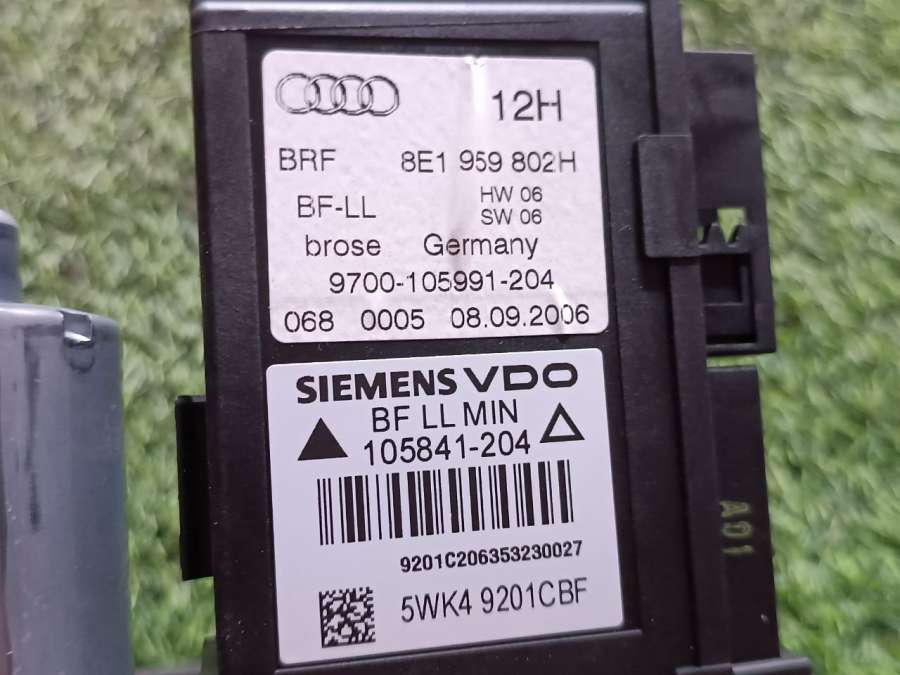 12H
BRF 8E1 959 802H
BF-LL HW 06
SW 06
brose Germany
9700-105991-204
068 0005 08.09.2006
SIEMENS VDO
BF LL MIN
105841-204
9201C206353230027
5WK4 9201CBF
A01